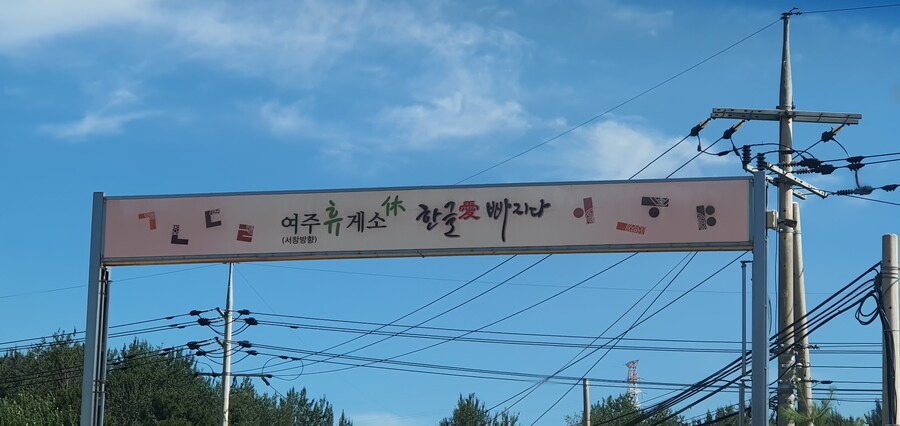 ㄱ ㄴ ㄷ ㄹ 여주휴게소休 한글愛빠지다 ㅅ ㅇ ㅎ ㅂ
(서창방향)